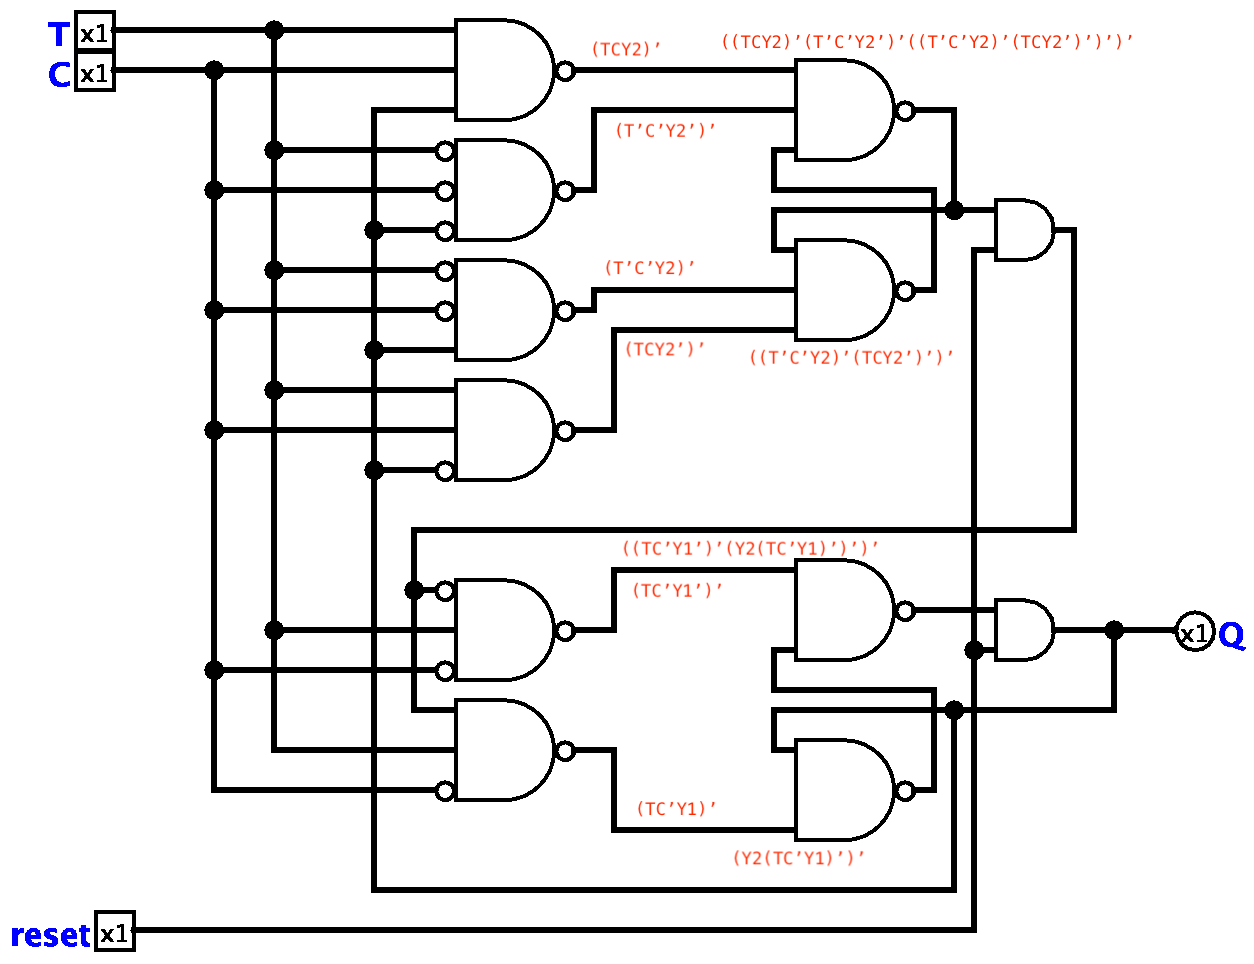 T x1
C x1
(TCY2)’
((TCY2)’(T’C’Y2’)’((T’C’Y2)’(TCY2’)’)’)’
(T’C’Y2’)’
(T’C’Y2)’
(TCY2’)’
((T’C’Y2)’(TCY2’)’)’
((TC’Y1’)’(Y2(TC’Y1)’)’)’
(TC’Y1’)’
x1 Q
(TC’Y1)’
(Y2(TC’Y1)’)’
reset x1